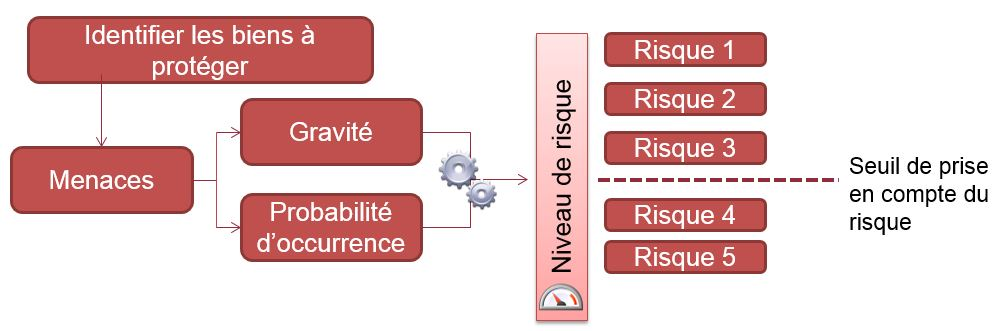 Identifier les biens à
protéger
Menaces
Gravité
Probabilité
d’occurrence
Niveau de risque
Risque 1
Risque 2
Risque 3
Risque 4
Risque 5
Seuil de prise
en compte du
risque